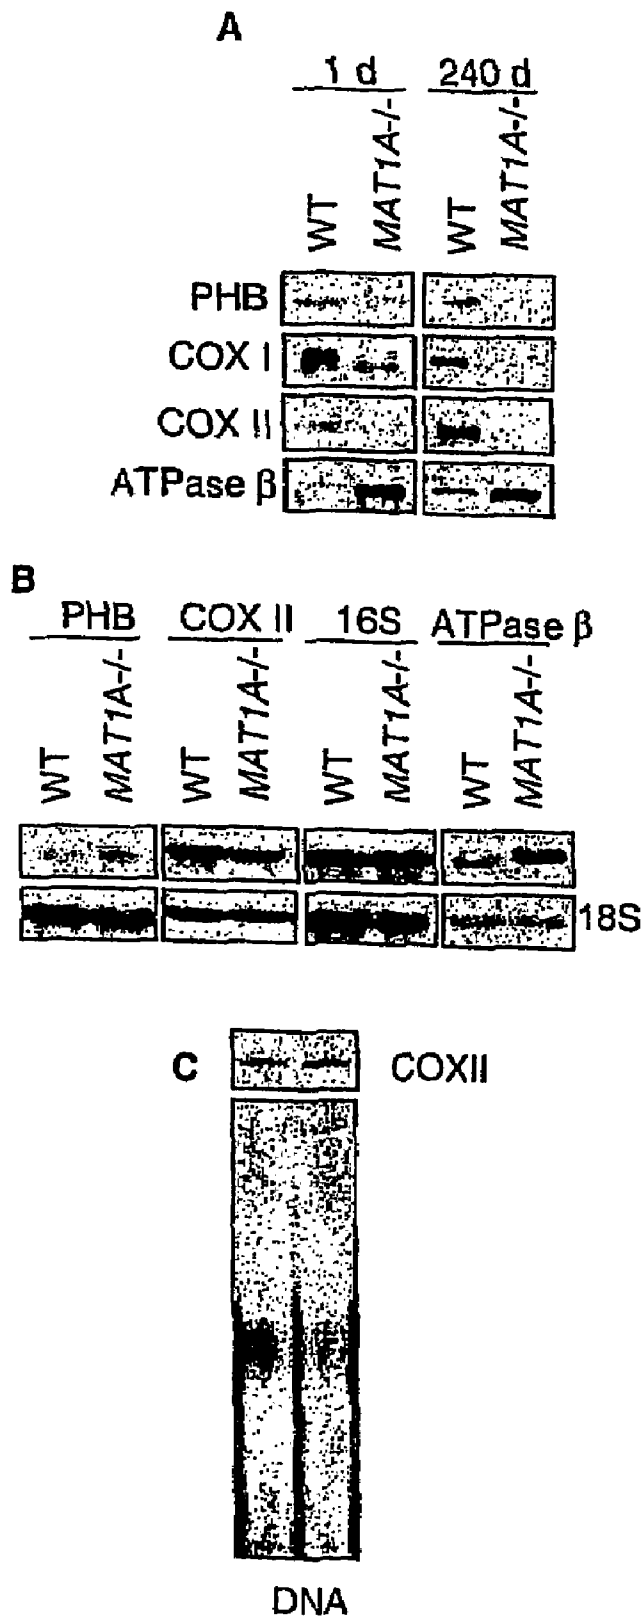 A
1 d 240 d
WT MAT1A-/- WT MAT1A-/-
PHB
COX I
COX II
ATPase β
B
PHB COX II 16S ATPase β
WT MAT1A-/- WT MAT1A-/- WT MAT1A-/- WT MAT1A-/-
18S
C COXII
DNA